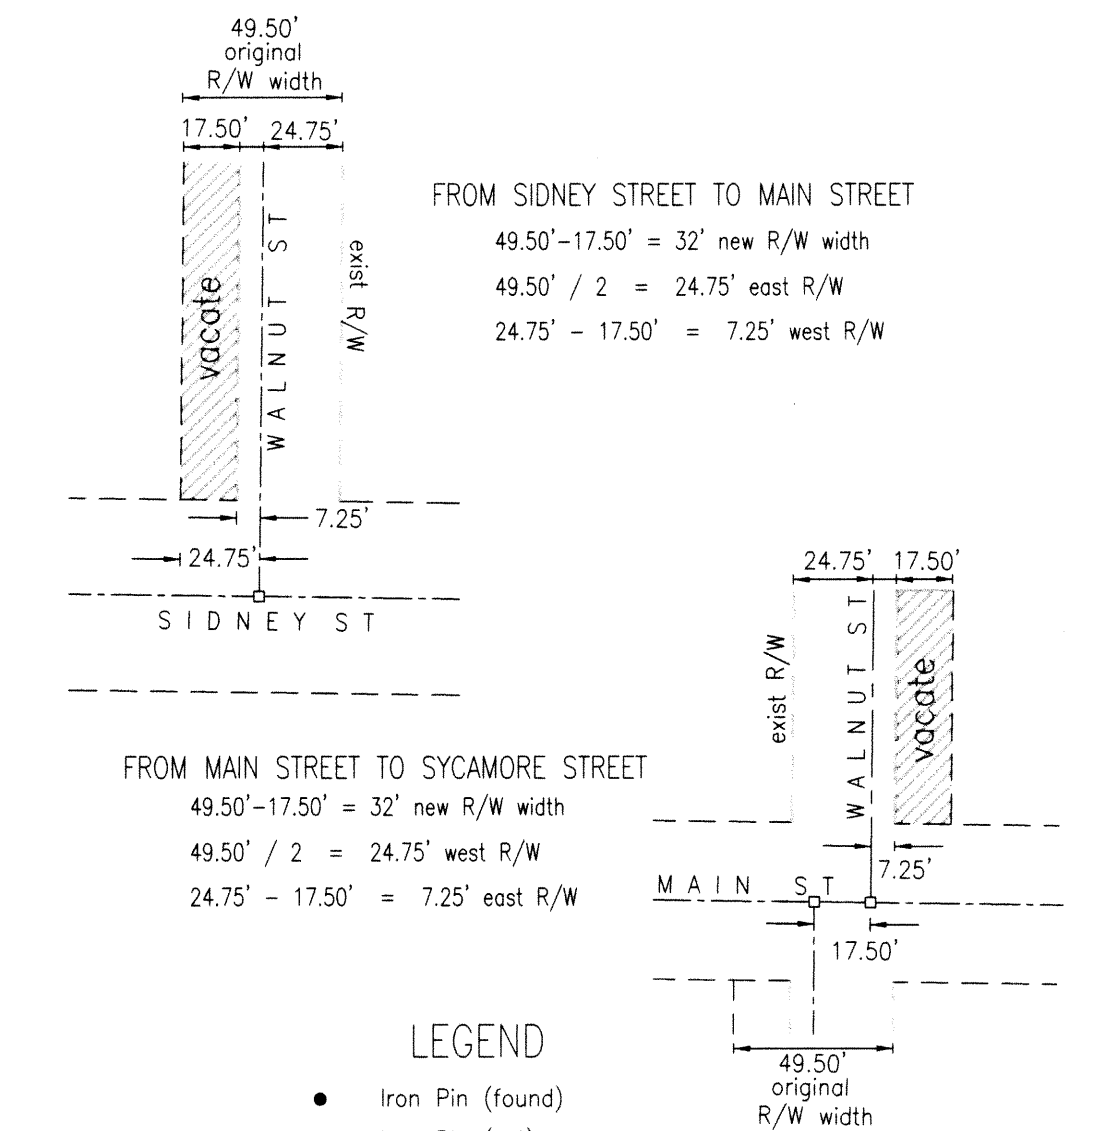 49.50'
original
R/W width
17.50' 24.75'
WALNUT ST
vacate
exist R/W
FROM SIDNEY STREET TO MAIN STREET
49.50'-17.50' = 32' new R/W width
49.50' / 2 = 24.75' east R/W
24.75' - 17.50' = 7.25' west R/W
7.25'
24.75'
SIDNEY ST
24.75' 17.50'
exist R/W
WALNUT ST
vacate
FROM MAIN STREET TO SYCAMORE STREET
49.50'-17.50' = 32' new R/W width
49.50' / 2 = 24.75' west R/W
24.75' - 17.50' = 7.25' east R/W
7.25'
MAIN ST
17.50'
49.50'
original
R/W width
LEGEND
Iron Pin (found)